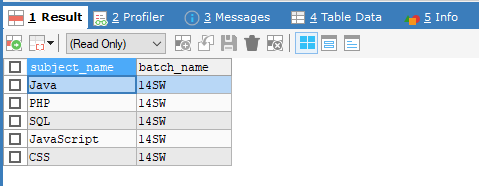 1 Result 2 Profiler 3 Messages 4 Table Data 5 Info
(Read Only)
subject_name batch_name
Java 14SW
PHP 14SW
SQL 14SW
JavaScript 14SW
CSS 14SW